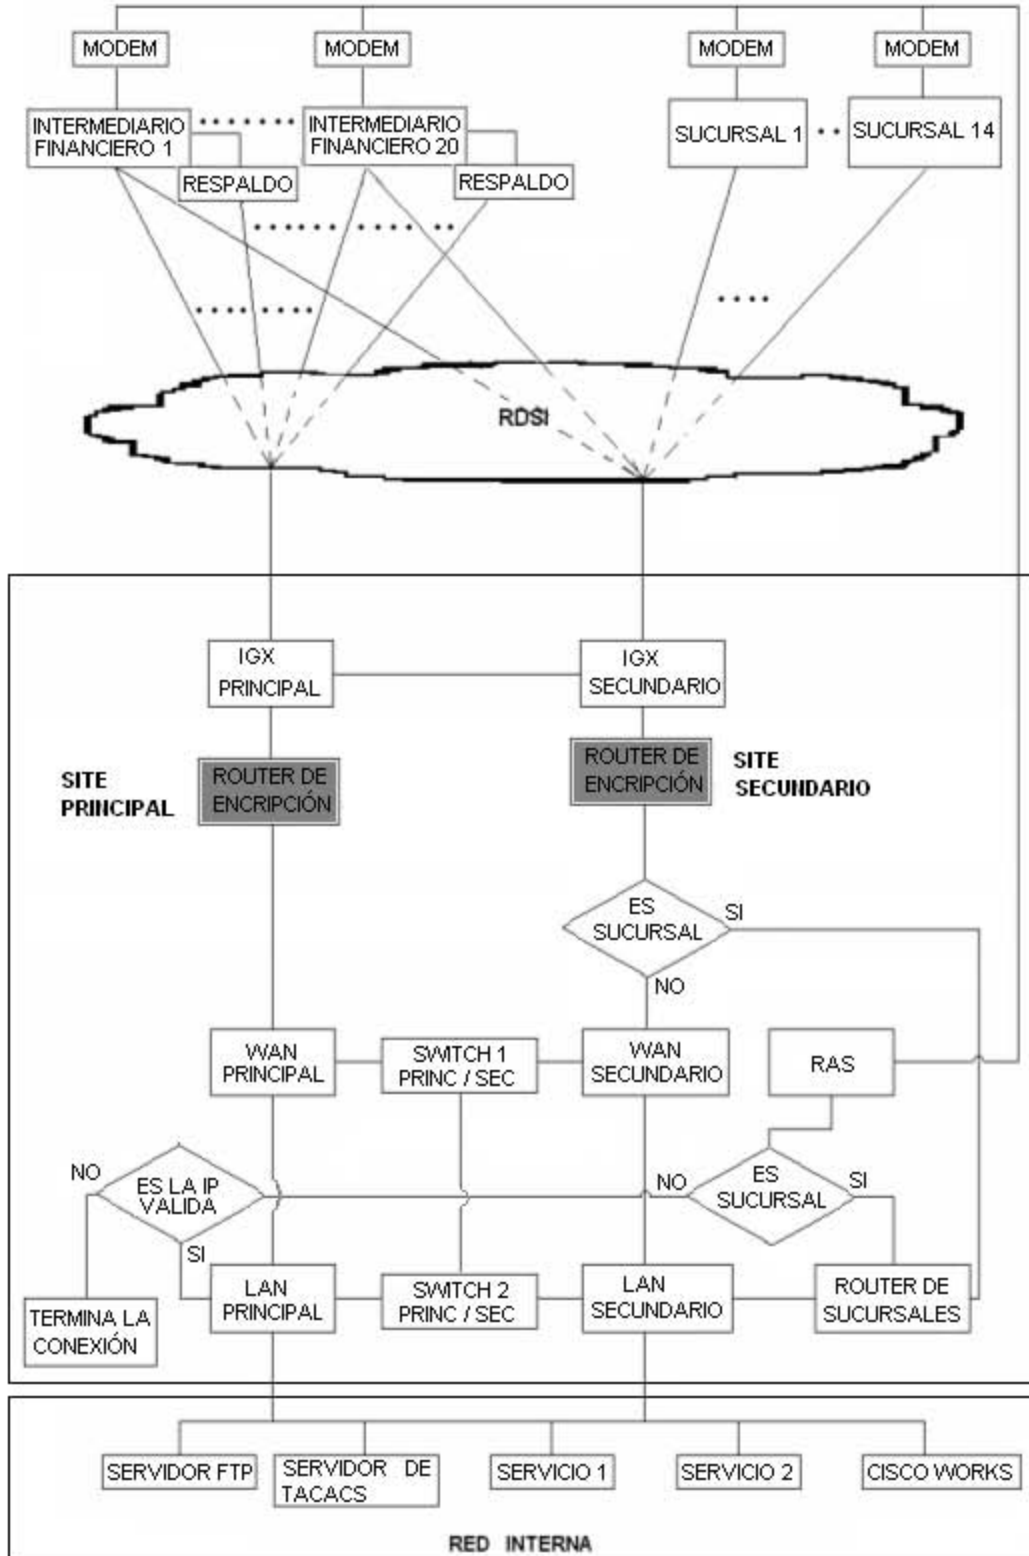 MODEM
MODEM
MODEM
MODEM
INTERMEDIARIO
FINANCIERO 1
INTERMEDIARIO
FINANCIERO 20
SUCURSAL 1
SUCURSAL 14
RESPALDO
RESPALDO
RDSI
IGX
PRINCIPAL
IGX
SECUNDARIO
SITE
PRINCIPAL
ROUTER DE
ENCRIPCIÓN
ROUTER DE
ENCRIPCIÓN
SITE
SECUNDARIO
ES
SUCURSAL
SI
NO
WAN
PRINCIPAL
SWITCH 1
PRINC / SEC
WAN
SECUNDARIO
RAS
NO
ES LA IP
VALIDA
SI
NO
ES
SUCURSAL
SI
TERMINA LA
CONEXIÓN
LAN
PRINCIPAL
SWITCH 2
PRINC / SEC
LAN
SECUNDARIO
ROUTER DE
SUCURSALES
SERVIDOR FTP
SERVIDOR DE
TACACS
SERVICIO 1
SERVICIO 2
CISCO WORKS
RED INTERNA